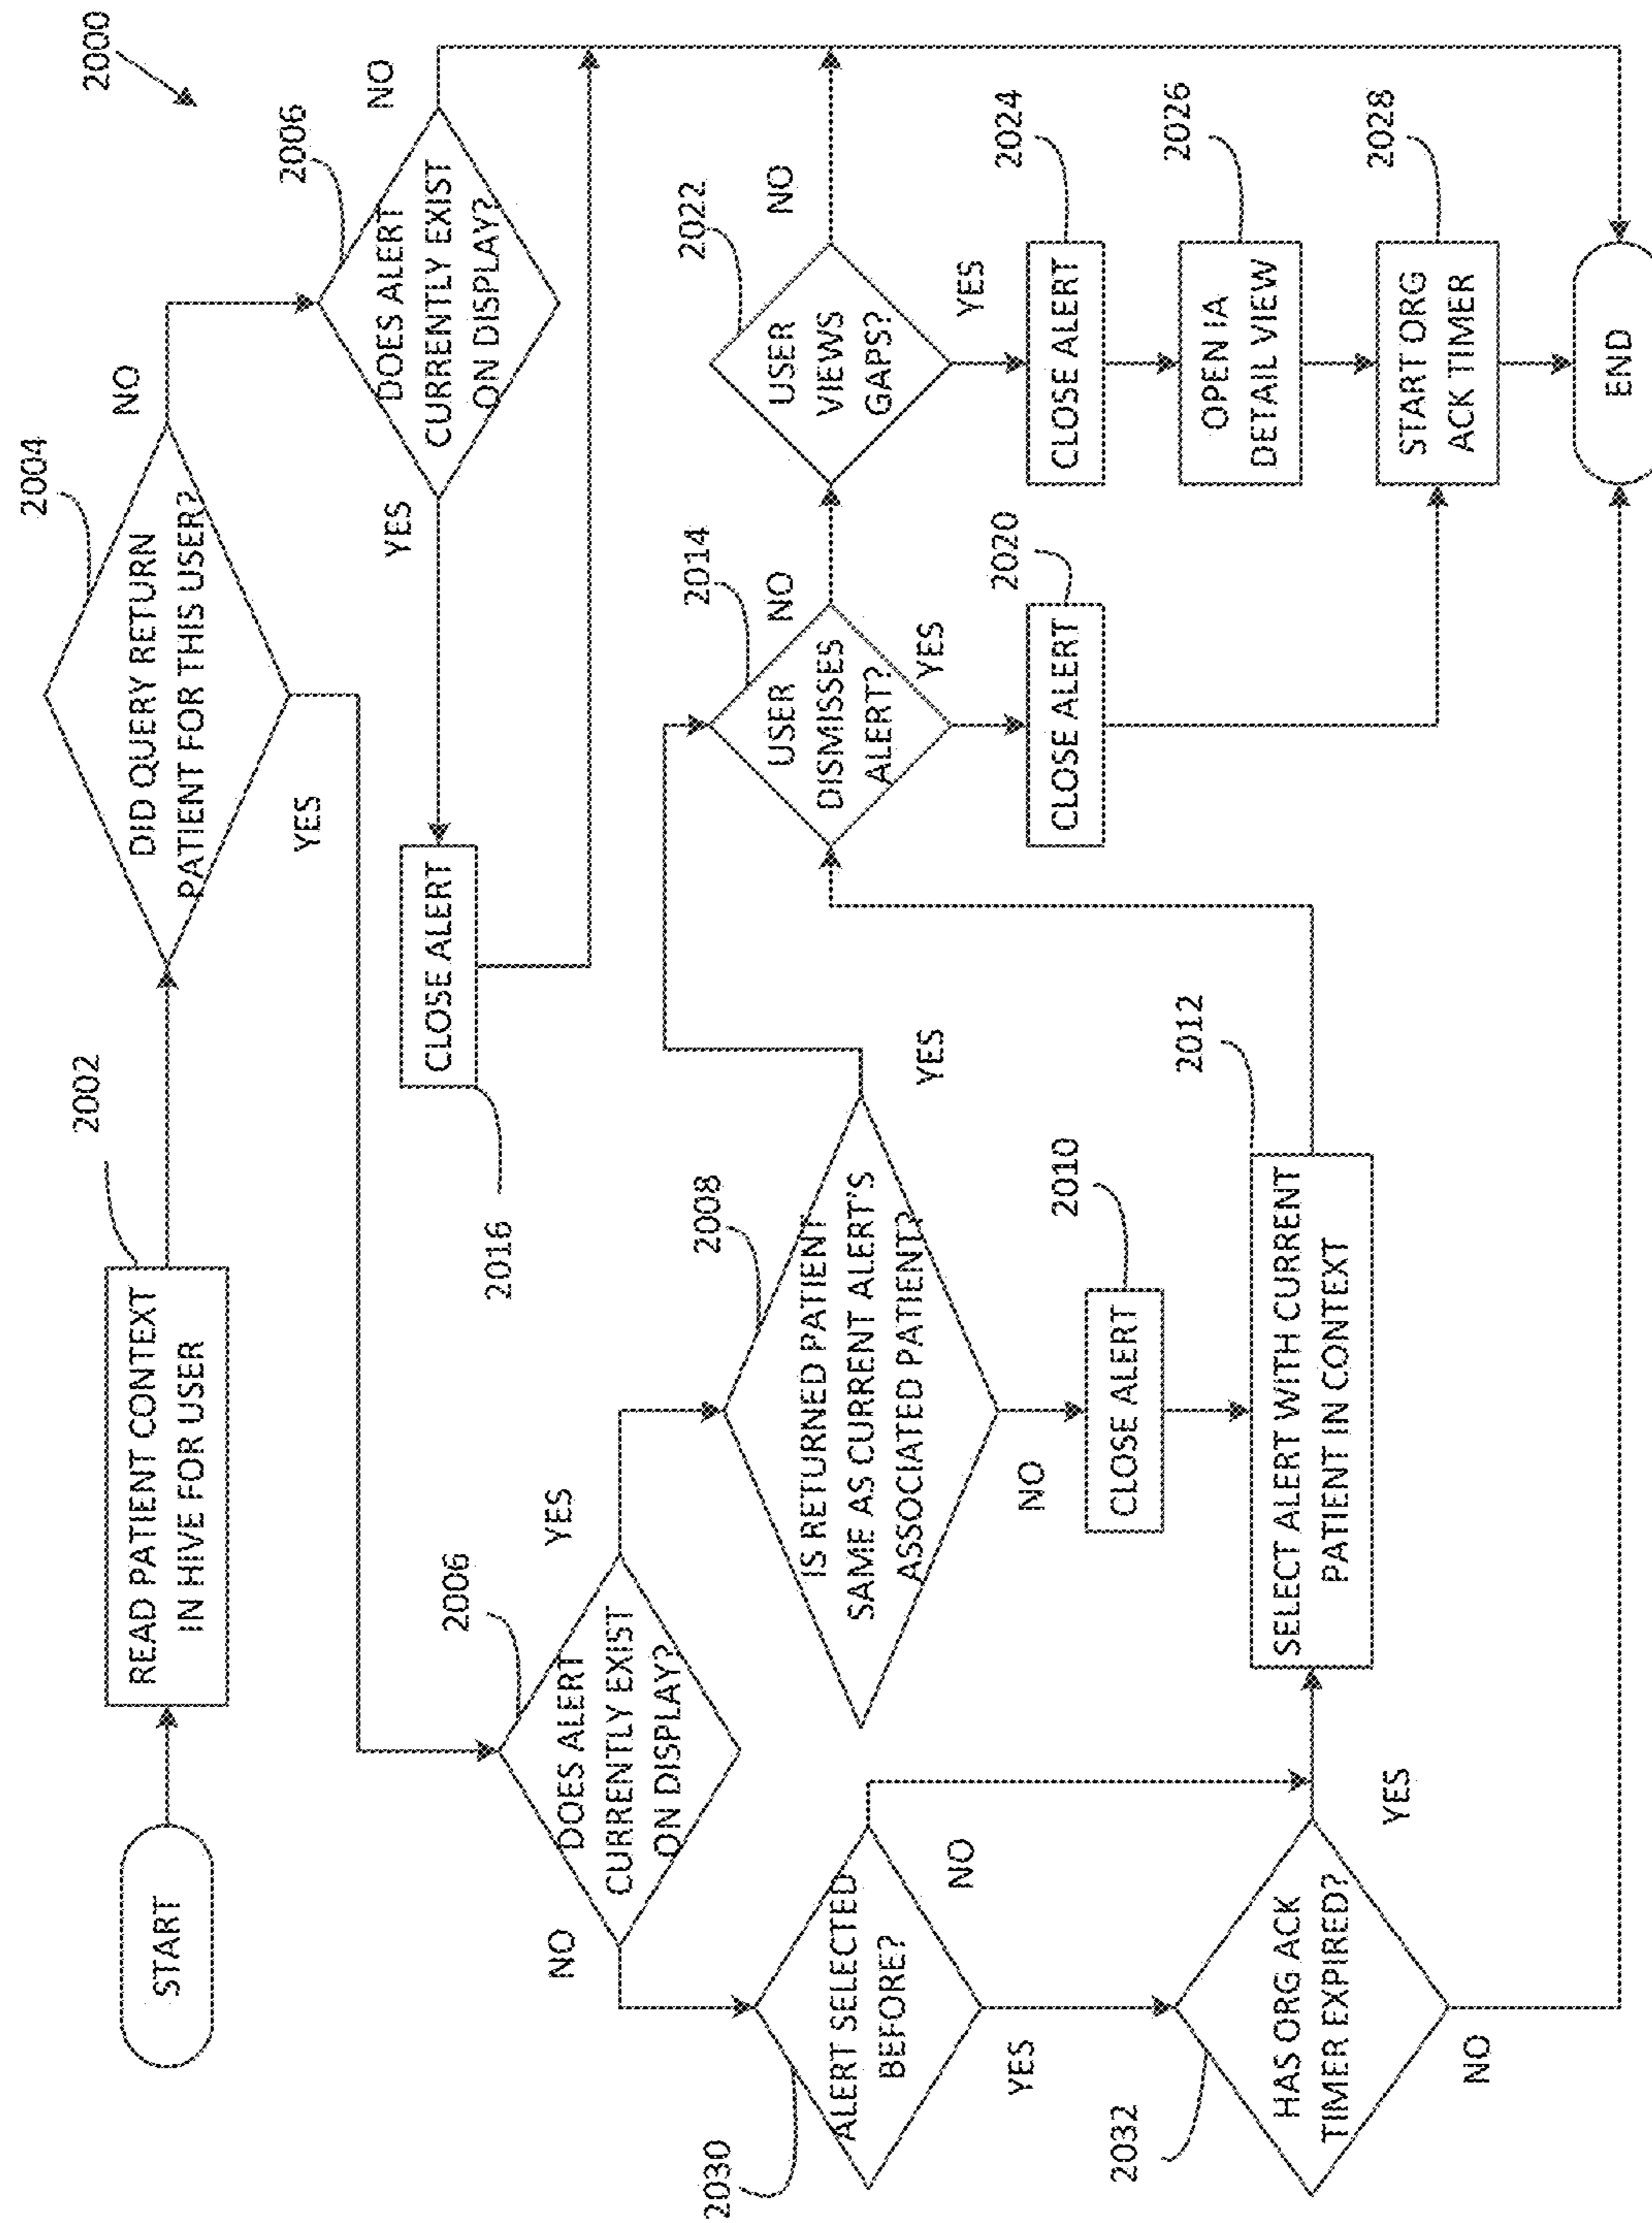 2000
2002
2004
START
READ PATIENT CONTEXT
IN HIVE FOR USER
DID QUERY RETURN
PATIENT FOR THIS USER?
NO
YES
2006
DOES ALERT
CURRENTLY EXIST
ON DISPLAY?
NO
YES
CLOSE ALERT
2016
2006
DOES ALERT
CURRENTLY EXIST
ON DISPLAY?
NO
YES
2008
IS RETURNED PATIENT
SAME AS CURRENT ALERT'S
ASSOCIATED PATIENT?
YES
NO
2010
CLOSE ALERT
2012
SELECT ALERT WITH CURRENT
PATIENT IN CONTEXT
2030
ALERT SELECTED
BEFORE?
NO
YES
2032
HAS ORG ACK
TIMER EXPIRED?
YES
NO
2014
USER
DISMISSES
ALERT?
NO
YES
2020
CLOSE ALERT
2022
USER
VIEWS
GAPS?
NO
YES
2024
CLOSE ALERT
2026
OPEN IA
DETAIL VIEW
2028
START ORG
ACK TIMER
END